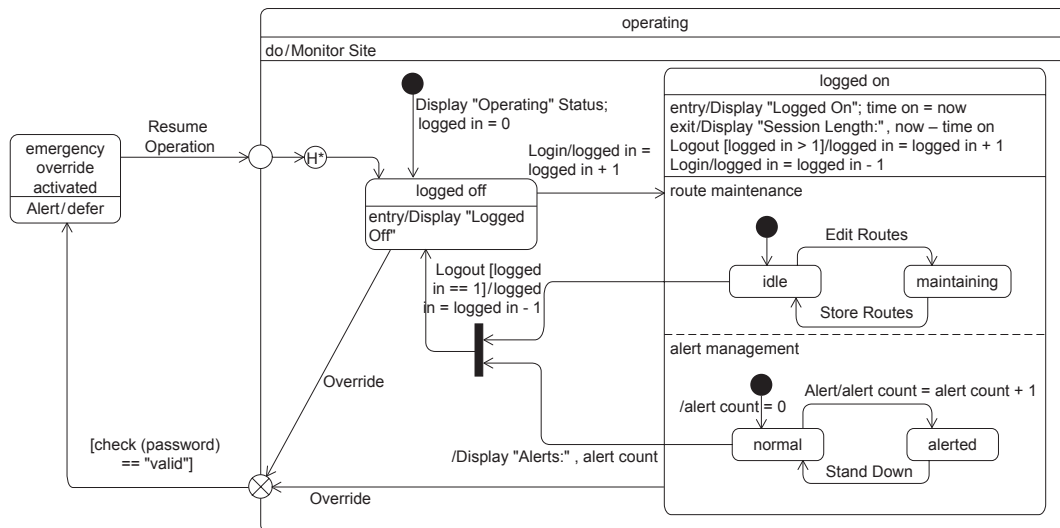 operating
do/Monitor Site
Display "Operating" Status;
logged in = 0
Resume
Operation
emergency
override
activated
Alert/defer
H*
Login/logged in =
logged in + 1
logged off
entry/Display "Logged
Off"
Logout [logged
in == 1]/logged
in = logged in - 1
Override
[check (password)
== "valid"]
/Display "Alerts:" , alert count
Override
logged on
entry/Display "Logged On"; time on = now
exit/Display "Session Length:" , now – time on
Logout [logged in > 1]/logged in = logged in + 1
Login/logged in = logged in - 1
route maintenance
Edit Routes
idle
maintaining
Store Routes
alert management
/alert count = 0
Alert/alert count = alert count + 1
normal
alerted
Stand Down